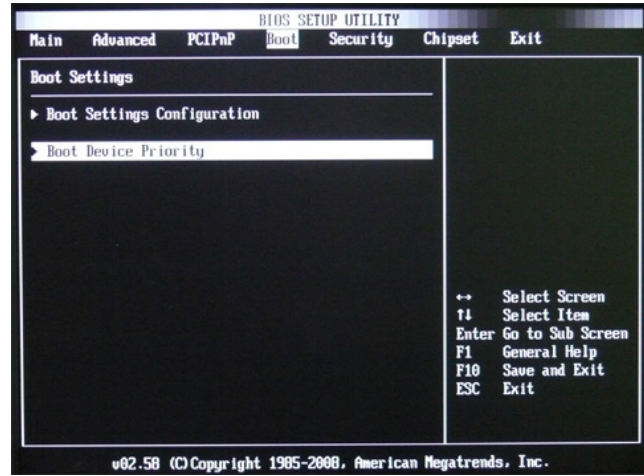 BIOS SETUP UTILITY
Main Advanced PCIPnP Boot Security Chipset Exit
Boot Settings
▶ Boot Settings Configuration
▶ Boot Device Priority
↔ Select Screen
↑↓ Select Item
Enter Go to Sub Screen
F1 General Help
F10 Save and Exit
ESC Exit
v02.58 (C)Copyright 1985-2008, American Megatrends, Inc.